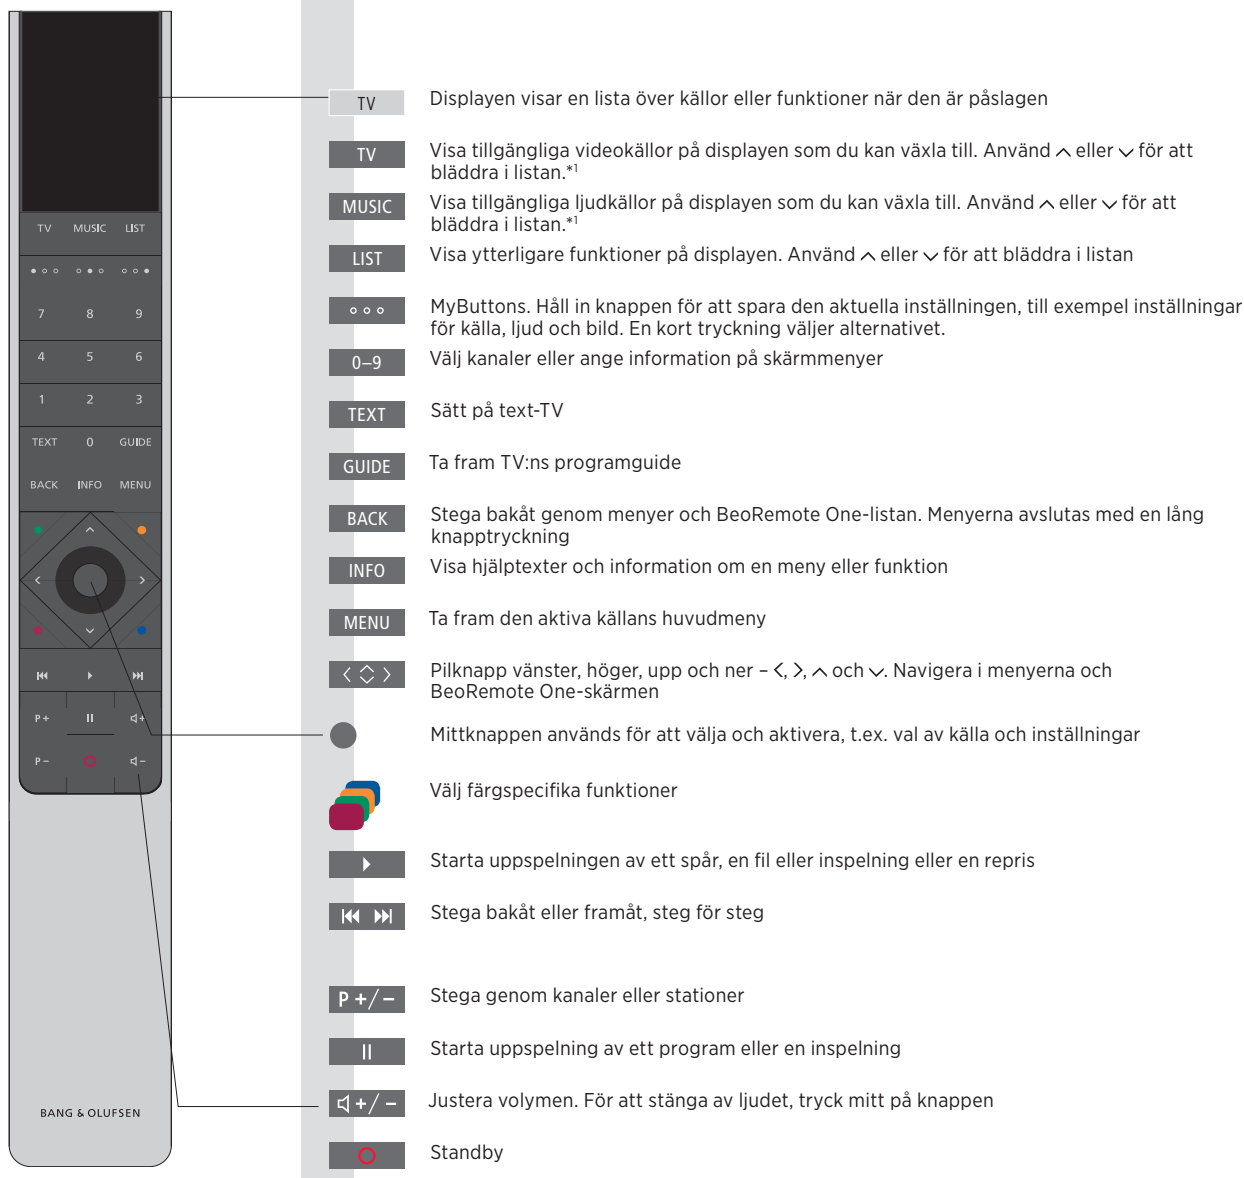 TV MUSIC LIST
7 8 9
4 5 6
1 2 3
TEXT 0 GUIDE
BACK INFO MENU
P+
P−
BANG & OLUFSEN
TV Displayen visar en lista över källor eller funktioner när den är påslagen
TV Visa tillgängliga videokällor på displayen som du kan växla till. Använd ︿ eller ﹀ för att
bläddra i listan.*¹
MUSIC Visa tillgängliga ljudkällor på displayen som du kan växla till. Använd ︿ eller ﹀ för att
bläddra i listan.*¹
LIST Visa ytterligare funktioner på displayen. Använd ︿ eller ﹀ för att bläddra i listan
MyButtons. Håll in knappen för att spara den aktuella inställningen, till exempel inställningar
för källa, ljud och bild. En kort tryckning väljer alternativet.
0–9 Välj kanaler eller ange information på skärmmenyer
TEXT Sätt på text-TV
GUIDE Ta fram TV:ns programguide
BACK Stega bakåt genom menyer och BeoRemote One-listan. Menyerna avslutas med en lång
knapptryckning
INFO Visa hjälptexter och information om en meny eller funktion
MENU Ta fram den aktiva källans huvudmeny
Pilknapp vänster, höger, upp och ner – 〈, 〉, ︿ och ﹀. Navigera i menyerna och
BeoRemote One-skärmen
Mittknappen används för att välja och aktivera, t.ex. val av källa och inställningar
Välj färgspecifika funktioner
Starta uppspelningen av ett spår, en fil eller inspelning eller en repris
Stega bakåt eller framåt, steg för steg
P +/− Stega genom kanaler eller stationer
Starta uppspelning av ett program eller en inspelning
+/− Justera volymen. För att stänga av ljudet, tryck mitt på knappen
Standby